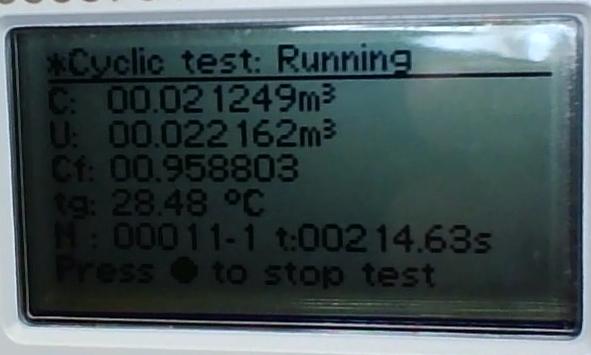 *Cyclic test: Running
C: 00.021249m³
U: 00.022162m³
Cf: 00.958803
tg: 28.48 °C
N : 00011-1 t:00214.63s
Press ● to stop test